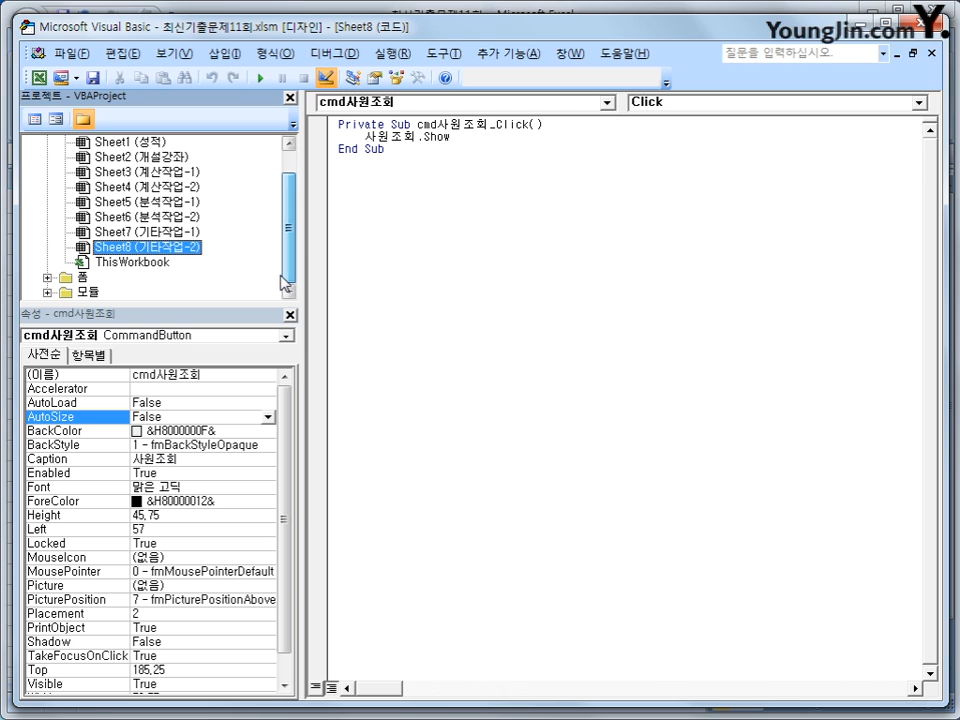 Microsoft Visual Basic - 최신기출문제11회.xlsm [디자인] - [Sheet8 (코드)]
YoungJin.com Y.
파일(F) 편집(E) 보기(V) 삽입(I) 형식(O) 디버그(D) 실행(R) 도구(T) 추가 기능(A) 창(W) 도움말(H) 질문을 입력하십시오.
프로젝트 - VBAProject
cmd사원조회 Click
Sheet1 (성적)
Sheet2 (개설강좌)
Sheet3 (계산작업-1)
Sheet4 (계산작업-2)
Sheet5 (분석작업-1)
Sheet6 (분석작업-2)
Sheet7 (기타작업-1)
Sheet8 (기타작업-2)
ThisWorkbook
폼
모듈
Private Sub cmd사원조회_Click()
사원조회.Show
End Sub
속성 - cmd사원조회
cmd사원조회 CommandButton
사전순 항목별
(이름) cmd사원조회
Accelerator
AutoLoad False
AutoSize False
BackColor &H8000000F&
BackStyle 1 - fmBackStyleOpaque
Caption 사원조회
Enabled True
Font 맑은 고딕
ForeColor &H80000012&
Height 45,75
Left 57
Locked True
MouseIcon (없음)
MousePointer 0 - fmMousePointerDefault
Picture (없음)
PicturePosition 7 - fmPicturePositionAbove
Placement 2
PrintObject True
Shadow False
TakeFocusOnClick True
Top 185,25
Visible True